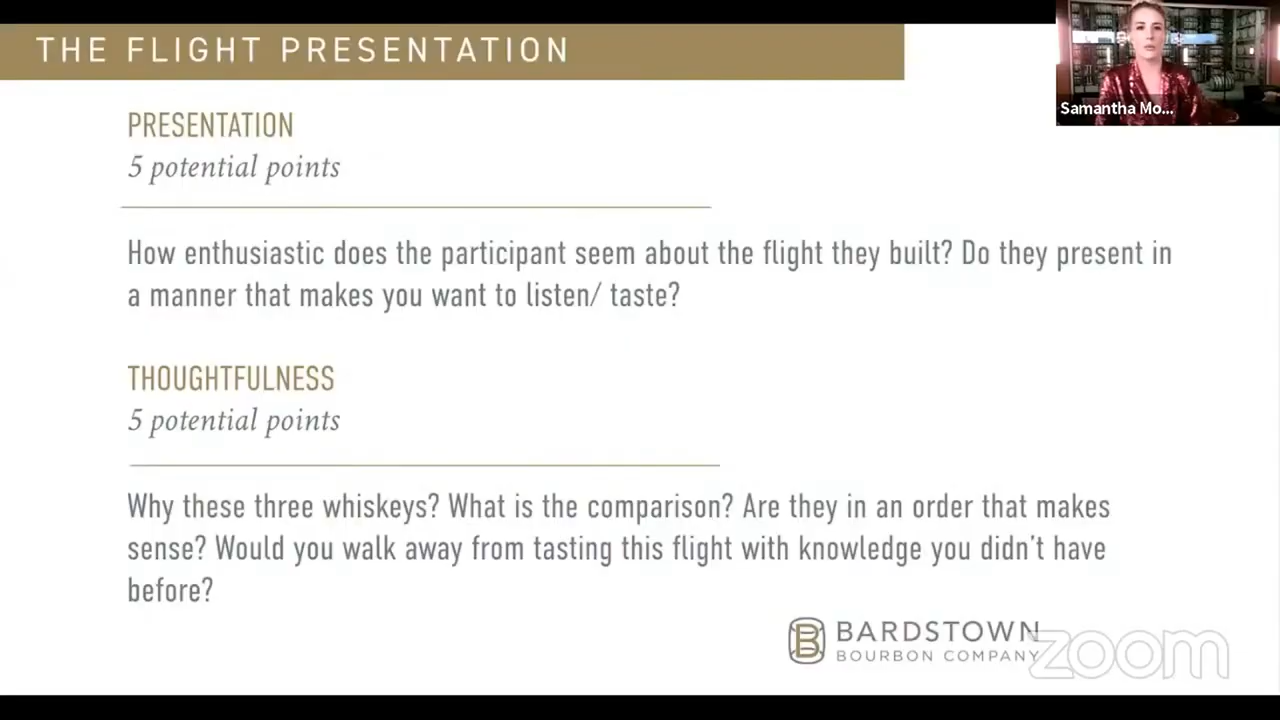 THE FLIGHT PRESENTATION
Samantha Mo...
PRESENTATION
5 potential points
How enthusiastic does the participant seem about the flight they built? Do they present in
a manner that makes you want to listen/ taste?
THOUGHTFULNESS
5 potential points
Why these three whiskeys? What is the comparison? Are they in an order that makes
sense? Would you walk away from tasting this flight with knowledge you didn't have
before?
B
BARDSTOWN
BOURBON COMPANY
zoom